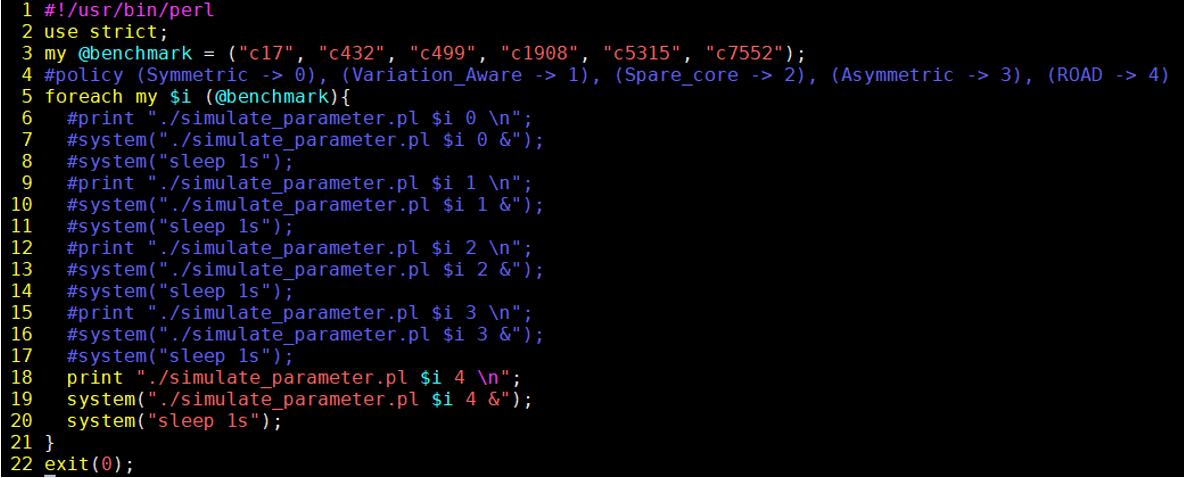 1 #!/usr/bin/perl
2 use strict;
3 my @benchmark = ("c17", "c432", "c499", "c1908", "c5315", "c7552");
4 #policy (Symmetric -> 0), (Variation_Aware -> 1), (Spare_core -> 2), (Asymmetric -> 3), (ROAD -> 4)
5 foreach my $i (@benchmark){
6   #print "./simulate_parameter.pl $i 0 \n";
7   #system("./simulate_parameter.pl $i 0 &");
8   #system("sleep 1s");
9   #print "./simulate_parameter.pl $i 1 \n";
10   #system("./simulate_parameter.pl $i 1 &");
11   #system("sleep 1s");
12   #print "./simulate_parameter.pl $i 2 \n";
13   #system("./simulate_parameter.pl $i 2 &");
14   #system("sleep 1s");
15   #print "./simulate_parameter.pl $i 3 \n";
16   #system("./simulate_parameter.pl $i 3 &");
17   #system("sleep 1s");
18   print "./simulate_parameter.pl $i 4 \n";
19   system("./simulate_parameter.pl $i 4 &");
20   system("sleep 1s");
21 }
22 exit(0);